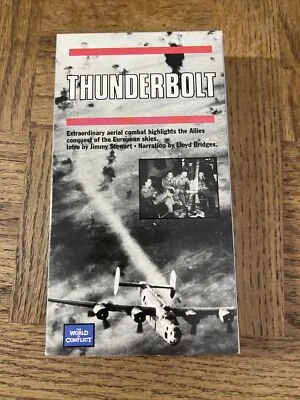 THUNDERBOLT
Extraordinary aerial combat highlights the Allies
conquest of the European skies.
Intro by Jimmy Stewart • Narration by Lloyd Bridges.
THE
WORLD
IN
CONFLICT